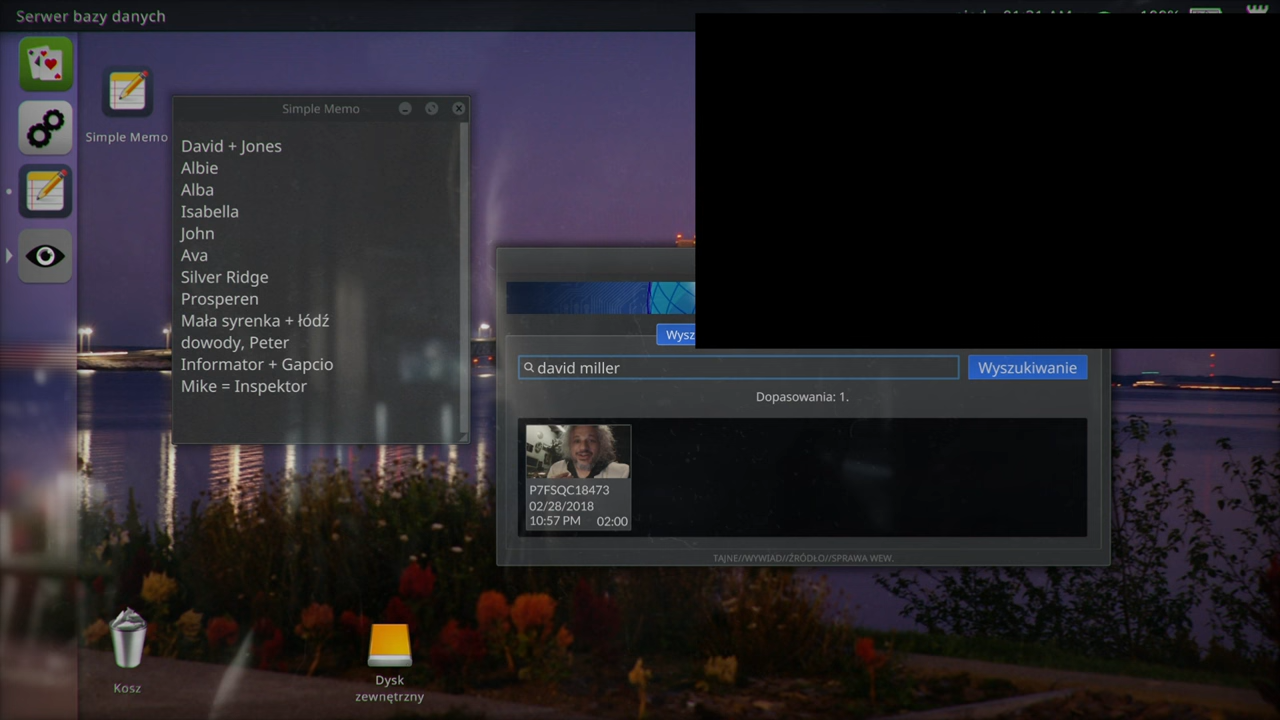 Serwer bazy danych
Simple Memo
Simple Memo
David + Jones
Albie
Alba
Isabella
John
Ava
Silver Ridge
Prosperen
Mała syrenka + łódź
dowody, Peter
Informator + Gapcio
Mike = Inspektor
david miller
Wyszukiwanie
Dopasowania: 1.
P7FSQC18473
02/28/2018
10:57 PM 02:00
TAJNE//WYWIAD//ŹRÓDŁO//SPRAWA WEW.
Kosz
Dysk
zewnętrzny